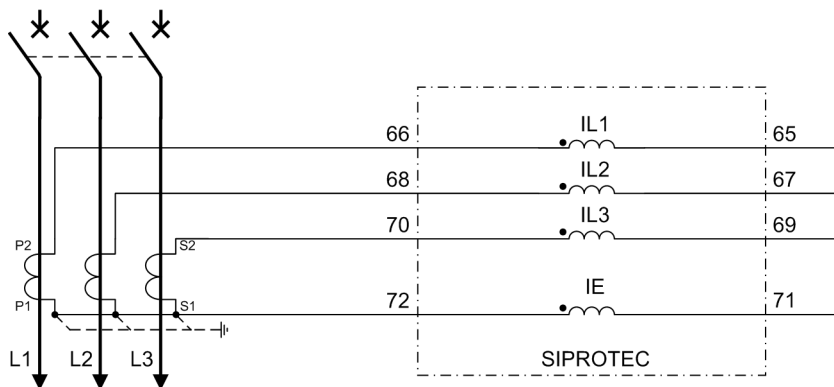 IL1
66
65
IL2
68
67
IL3
70
69
P2
S2
IE
72
71
P1
S1
L1
L2
L3
SIPROTEC